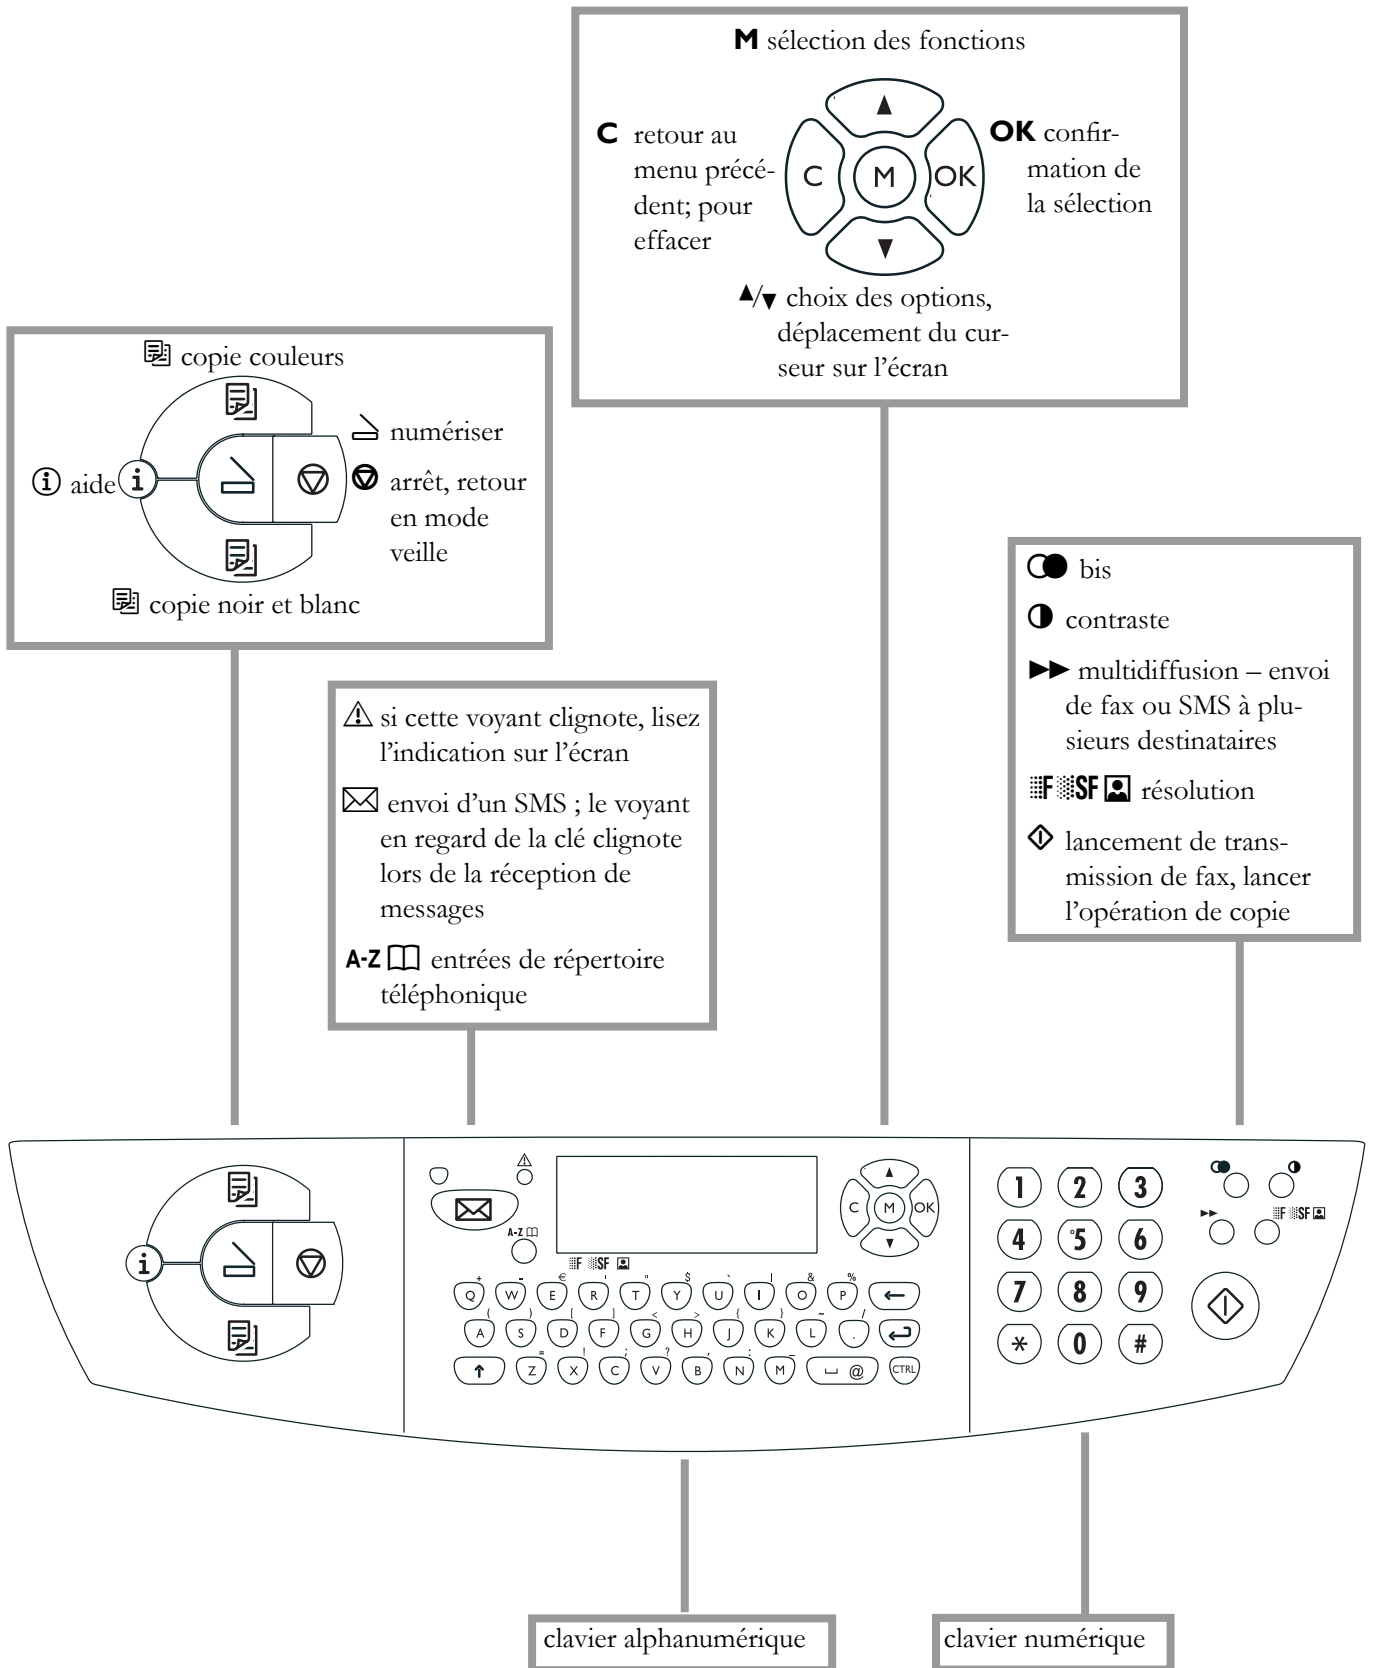 M sélection des fonctions
C retour au
menu précé-
dent; pour
effacer
C
M
OK
OK confir-
mation de
la sélection
▲/▼ choix des options,
déplacement du cur-
seur sur l'écran
copie couleurs
numériser
i aide
i
arrêt, retour
en mode
veille
copie noir et blanc
si cette voyant clignote, lisez
l'indication sur l'écran
envoi d'un SMS ; le voyant
en regard de la clé clignote
lors de la réception de
messages
A-Z entrées de répertoire
téléphonique
bis
contraste
►► multidiffusion – envoi
de fax ou SMS à plu-
sieurs destinataires
F SF résolution
lancement de trans-
mission de fax, lancer
l'opération de copie
i
A-Z
F SF
C M OK
+ - € ' " $ ` | & %
Q W E R T Y U I O P ←
( ) [ ] < > { } ~ /
A S D F G H J K L .
= ! ; ? , : _
↑ Z X C V B N M @ CTRL
1 2 3
4 5 6
7 8 9
* 0 #
►► F SF
clavier alphanumérique
clavier numérique